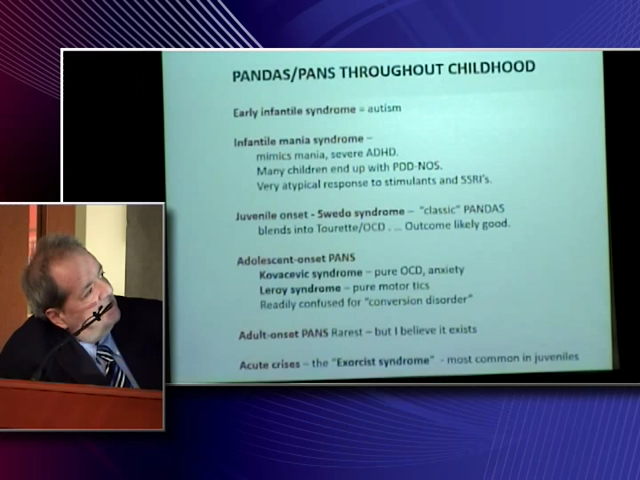 PANDAS/PANS THROUGHOUT CHILDHOOD
Early infantile syndrome = autism
Infantile mania syndrome –
mimics mania, severe ADHD.
Many children end up with PDD-NOS.
Very atypical response to stimulants and SSRI's.
Juvenile onset - Swedo syndrome – "classic" PANDAS
blends into Tourette/OCD . ... Outcome likely good.
Adolescent-onset PANS
Kovacevic syndrome – pure OCD, anxiety
Leroy syndrome – pure motor tics
Readily confused for "conversion disorder"
Adult-onset PANS Rarest – but I believe it exists
Acute crises – the "Exorcist syndrome" - most common in juveniles